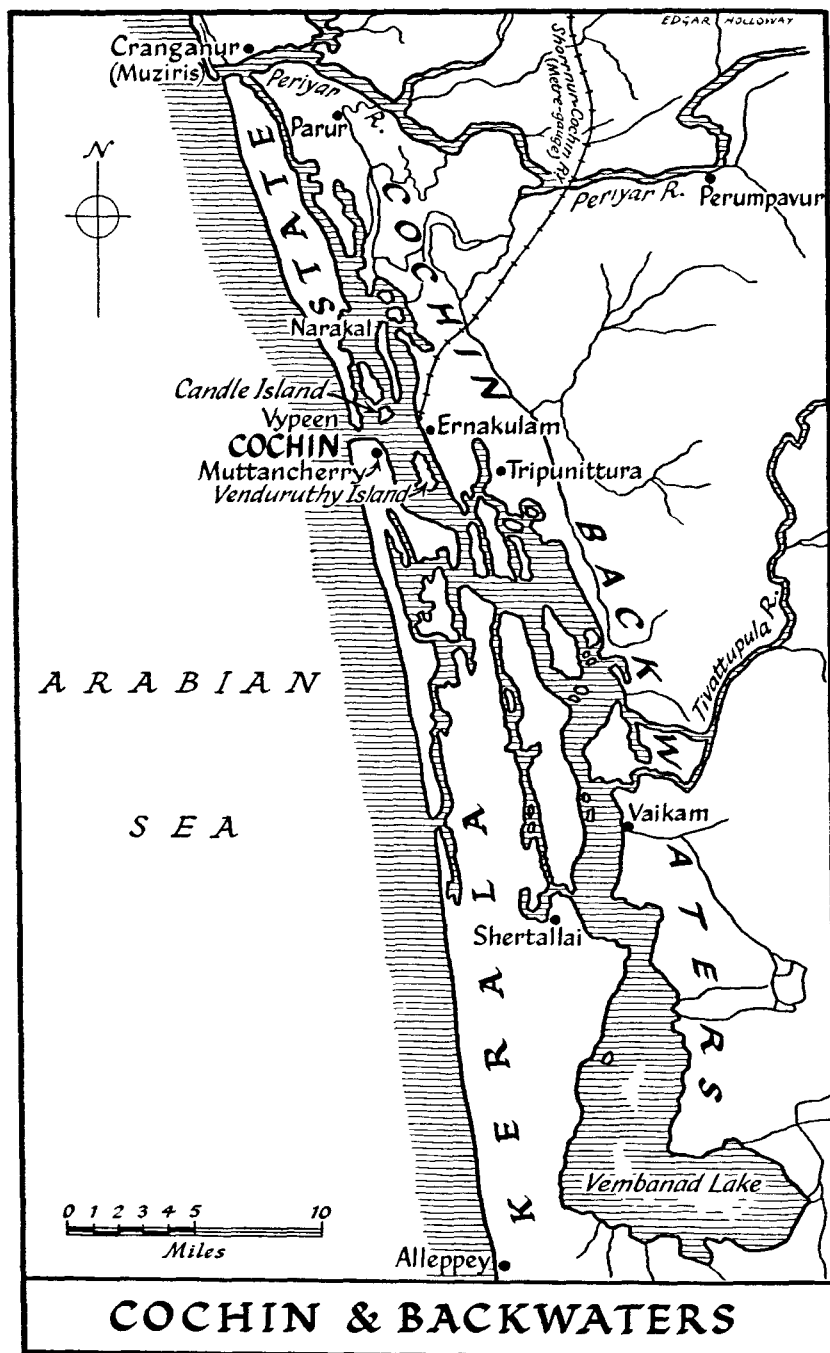 EDGAR HOLLOWAY
Cranganur
(Muziris)
Periyar R.
Shornnur-Cochin Ry.
(Metre-gauge)
Parur
N
Periyar R.
Perumpavur
KERALA STATE
COCHIN BACK WATERS
Narakal
Candle Island
Vypeen
Ernakulam
COCHIN
Muttancherry
Tripunittura
Venduruthy Island
Tivattupula R.
ARABIAN
SEA
Vaikam
Shertallai
Vembanad Lake
0 1 2 3 4 5 10
Miles
Alleppey
COCHIN & BACKWATERS